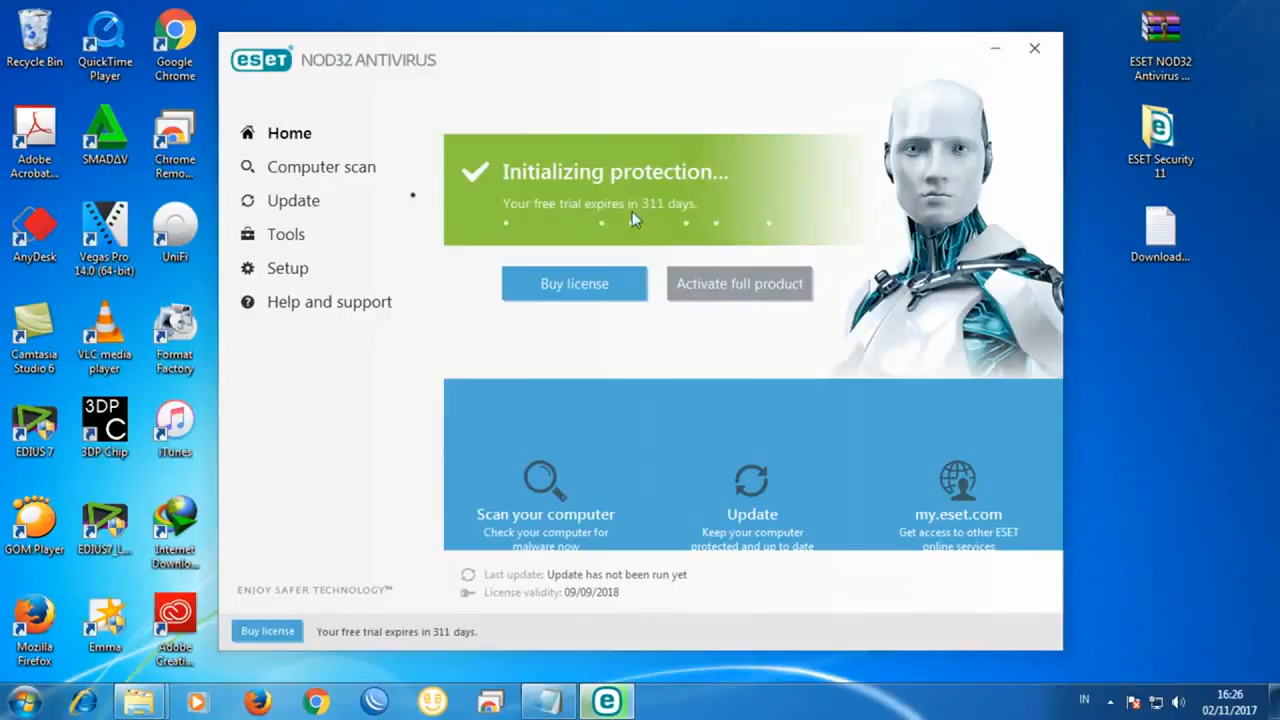 Recycle Bin
QuickTime
Player
Google
Chrome
Adobe
Acrobat...
SMADΔV
Chrome
Remo...
AnyDesk
Vegas Pro
14.0 (64-bit)
UniFi
Camtasia
Studio 6
VLC media
player
Format
Factory
EDIUS 7
3DP
C
3DP Chip
iTunes
GOM Player
EDIUS7_L...
Internet
Downlo...
Mozilla
Firefox
Emma
Adobe
Creati...
eset NOD32 ANTIVIRUS
Home
Computer scan
Update
Tools
Setup
Help and support
ENJOY SAFER TECHNOLOGY™
Initializing protection...
Your free trial expires in 311 days.
Buy license
Activate full product
Scan your computer
Check your computer for
malware now
Update
Keep your computer
protected and up to date
my.eset.com
Get access to other ESET
online services
Last update: Update has not been run yet
License validity: 09/09/2018
Buy license
Your free trial expires in 311 days.
ESET NOD32
Antivirus ...
ESET Security
11
Download...
IN
16:26
02/11/2017